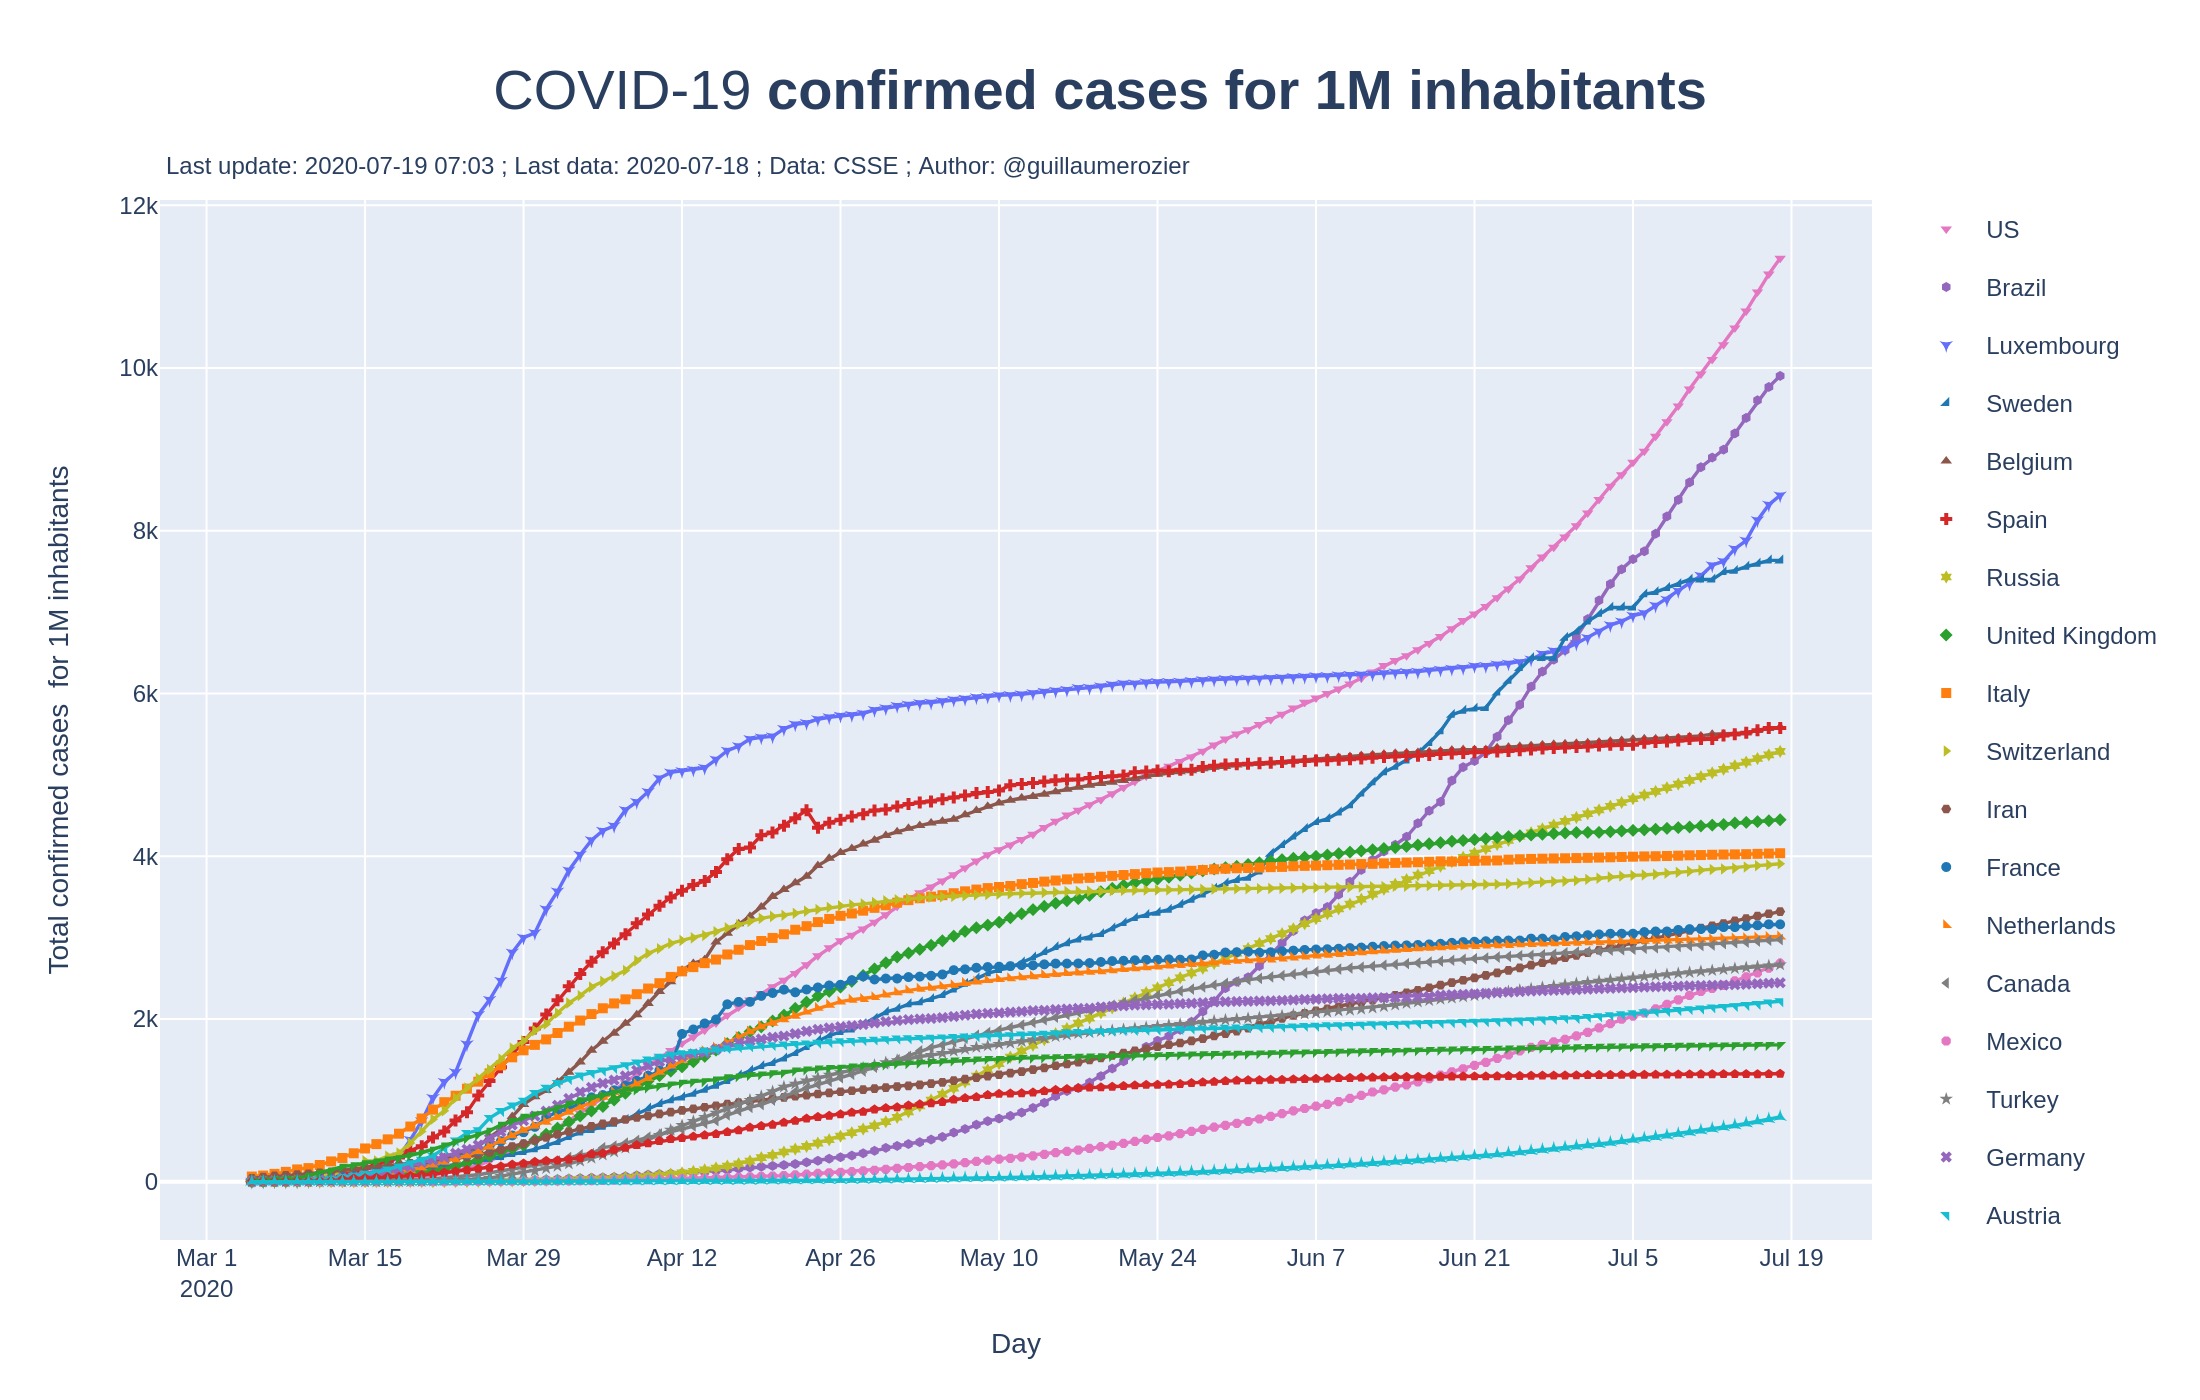 COVID-19 confirmed cases for 1M inhabitants
Last update: 2020-07-19 07:03 ; Last data: 2020-07-18 ; Data: CSSE ; Author: @guillaumerozier
Total confirmed cases for 1M inhabitants
12k
10k
8k
6k
4k
2k
0
Mar 1
2020
Mar 15
Mar 29
Apr 12
Apr 26
May 10
May 24
Jun 7
Jun 21
Jul 5
Jul 19
Day
US
Brazil
Luxembourg
Sweden
Belgium
Spain
Russia
United Kingdom
Italy
Switzerland
Iran
France
Netherlands
Canada
Mexico
Turkey
Germany
Austria